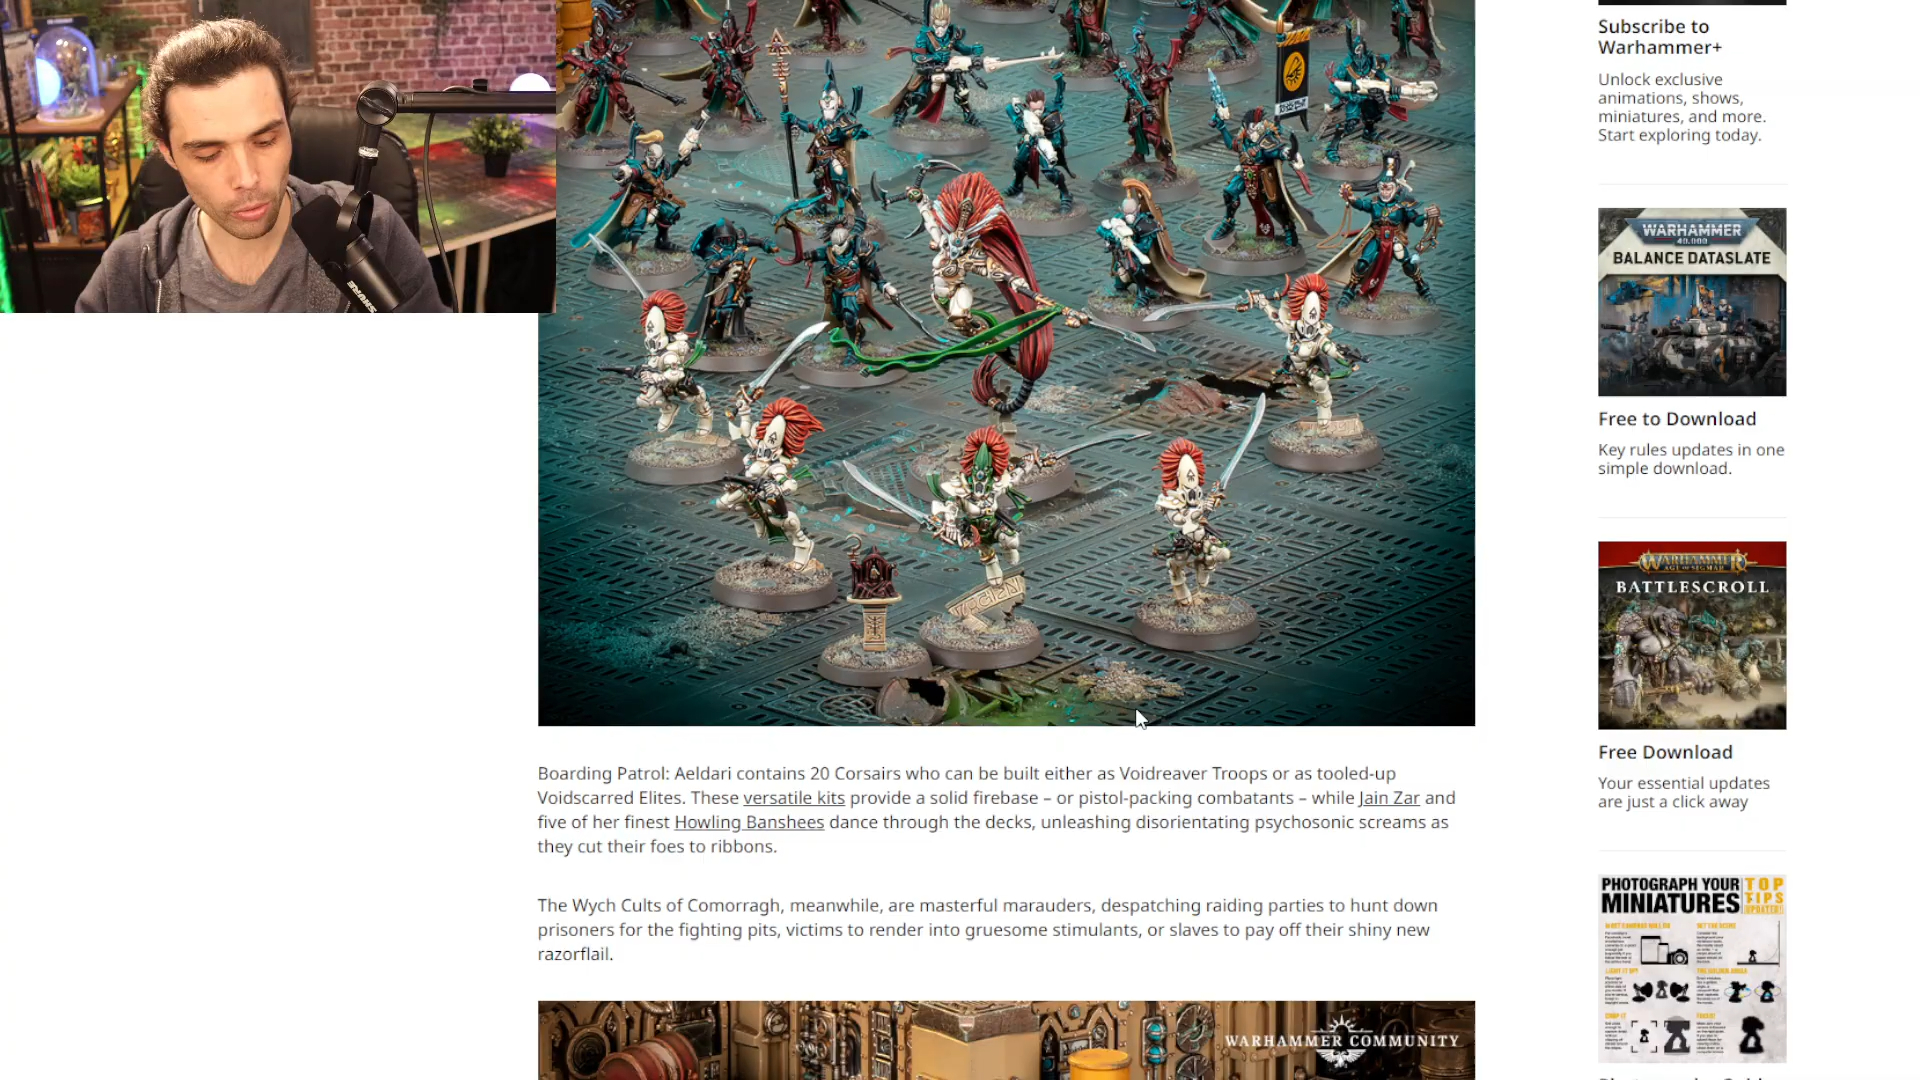 SHURE
Subscribe to
Warhammer+
Unlock exclusive
animations, shows,
miniatures, and more.
Start exploring today.
WARHAMMER
40,000
BALANCE DATASLATE
Free to Download
Key rules updates in one
simple download.
WARHAMMER
AGE OF SIGMAR
BATTLESCROLL
Free Download
Your essential updates
are just a click away
PHOTOGRAPH YOUR
MINIATURES
TOP
TIPS
Boarding Patrol: Aeldari contains 20 Corsairs who can be built either as Voidreaver Troops or as tooled-up
Voidscarred Elites. These versatile kits provide a solid firebase – or pistol-packing combatants – while Jain Zar and
five of her finest Howling Banshees dance through the decks, unleashing disorientating psychosonic screams as
they cut their foes to ribbons.
The Wych Cults of Comorragh, meanwhile, are masterful marauders, despatching raiding parties to hunt down
prisoners for the fighting pits, victims to render into gruesome stimulants, or slaves to pay off their shiny new
razorflail.
WARHAMMER COMMUNITY